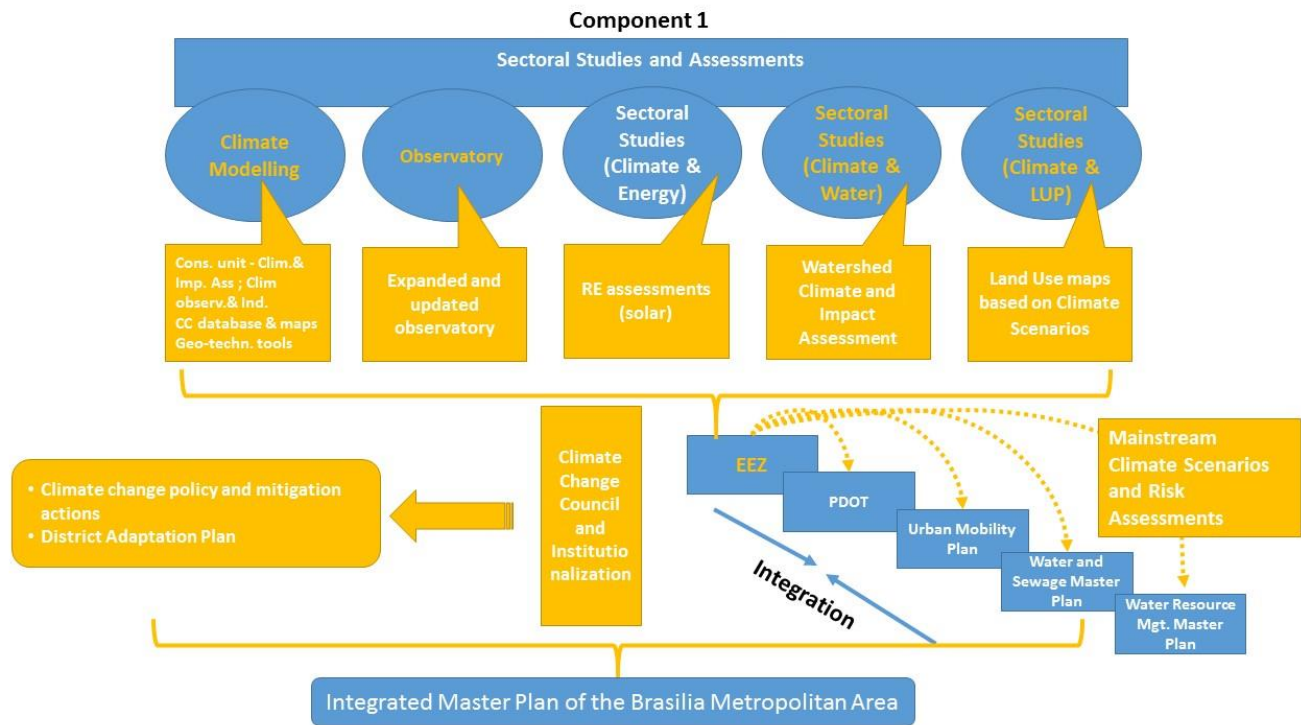 Component 1
Sectoral Studies and Assessments
Climate
Modelling
Observatory
Sectoral
Studies
(Climate &
Energy)
Sectoral
Studies
(Climate &
Water)
Sectoral
Studies
(Climate &
LUP)
Cons. unit - Clim.&
Imp. Ass ; Clim
observ.& Ind.
CC database & maps
Geo-techn. tools
Expanded and
updated
observatory
RE assessments
(solar)
Watershed
Climate and
Impact
Assessment
Land Use maps
based on Climate
Scenarios
• Climate change policy and mitigation
actions
• District Adaptation Plan
Climate
Change
Council
and
Institutio
nalization
EEZ
PDOT
Urban Mobility
Plan
Water and
Sewage Master
Plan
Water Resource
Mgt. Master
Plan
Mainstream
Climate Scenarios
and Risk
Assessments
Integration
Integrated Master Plan of the Brasilia Metropolitan Area